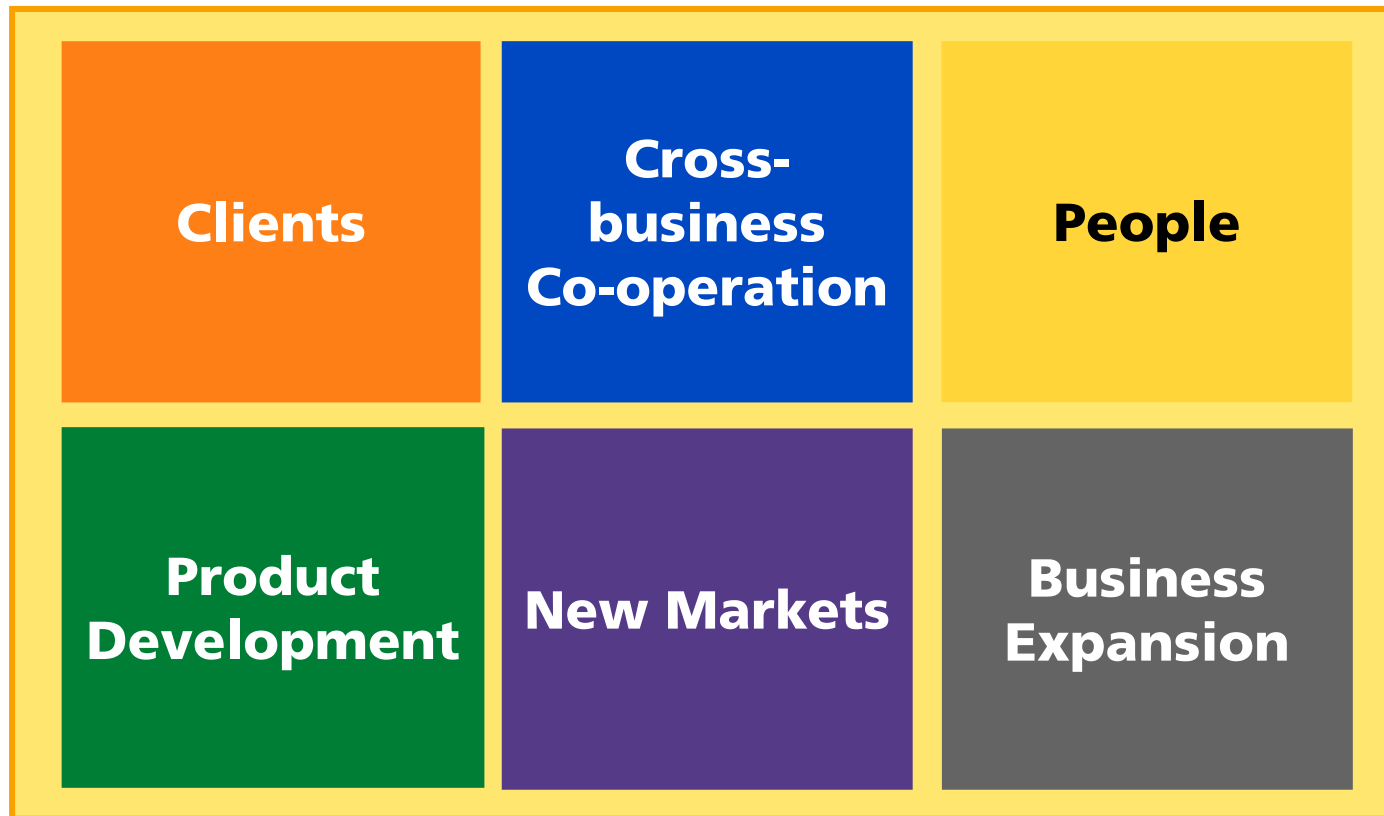 Clients
Cross-
business
Co-operation
People
Product
Development
New Markets
Business
Expansion